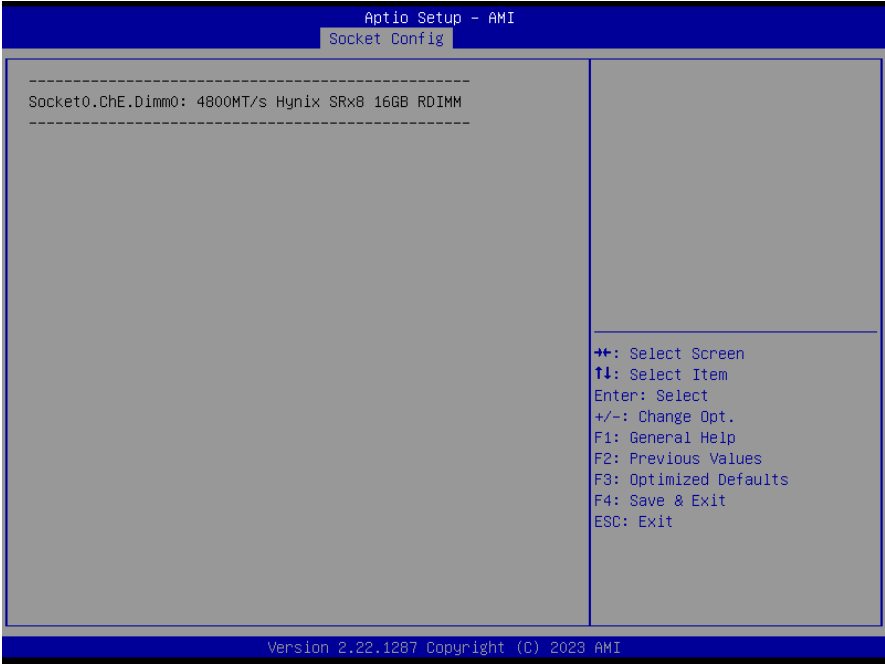 Aptio Setup – AMI
Socket Config
--------------------------------------------------
Socket0.ChE.Dimm0: 4800MT/s Hynix SRx8 16GB RDIMM
--------------------------------------------------
→←: Select Screen
↑↓: Select Item
Enter: Select
+/-: Change Opt.
F1: General Help
F2: Previous Values
F3: Optimized Defaults
F4: Save & Exit
ESC: Exit
Version 2.22.1287 Copyright (C) 2023 AMI